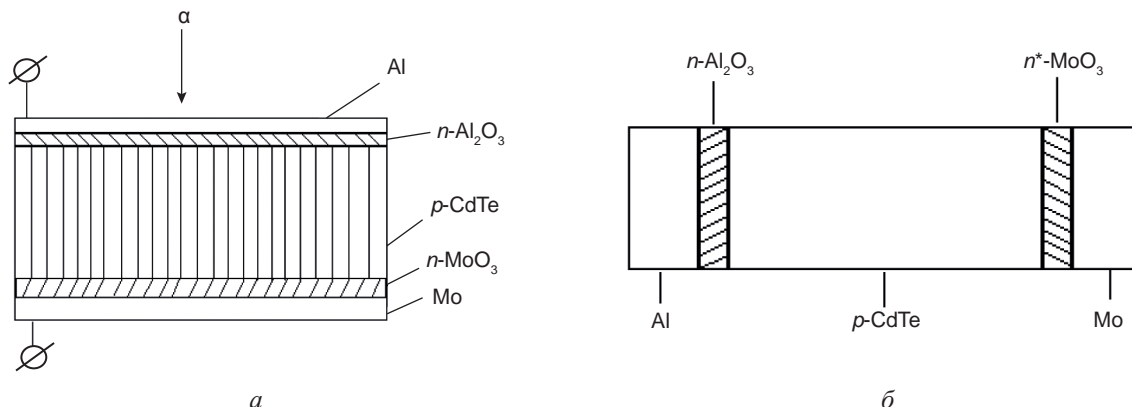 α
Al
n-Al₂O₃
p-CdTe
n-MoO₃
Mo
а
n-Al₂O₃
n*-MoO₃
Al
p-CdTe
Mo
б